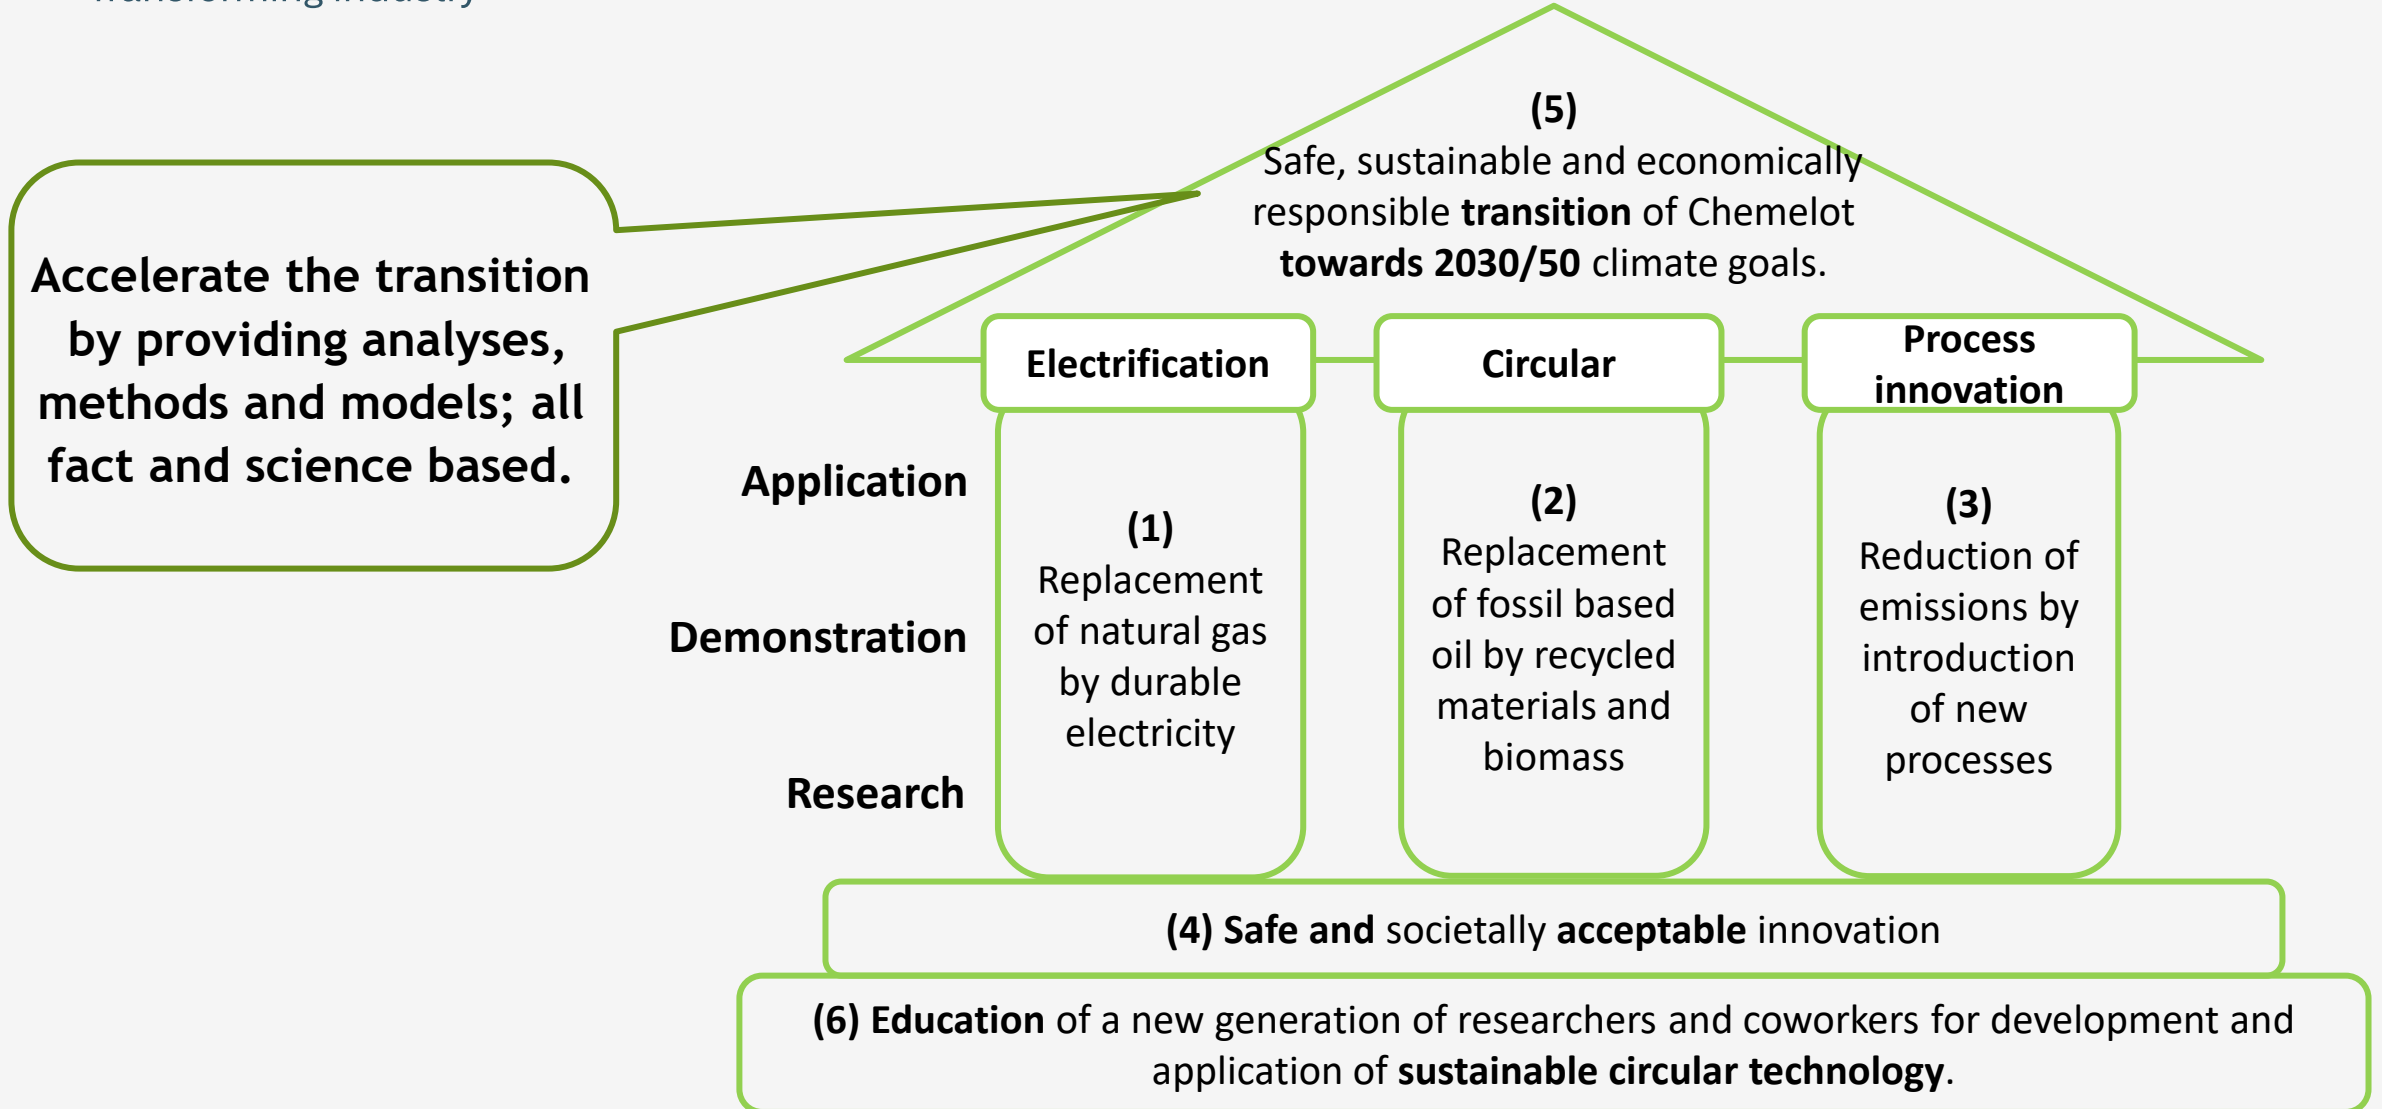 Transforming industry
(5)
Safe, sustainable and economically
responsible transition of Chemelot
towards 2030/50 climate goals.
Accelerate the transition
by providing analyses,
methods and models; all
fact and science based.
Electrification
Circular
Process
innovation
Application
Demonstration
Research
(1)
Replacement
of natural gas
by durable
electricity
(2)
Replacement
of fossil based
oil by recycled
materials and
biomass
(3)
Reduction of
emissions by
introduction
of new
processes
(4) Safe and societally acceptable innovation
(6) Education of a new generation of researchers and coworkers for development and
application of sustainable circular technology.